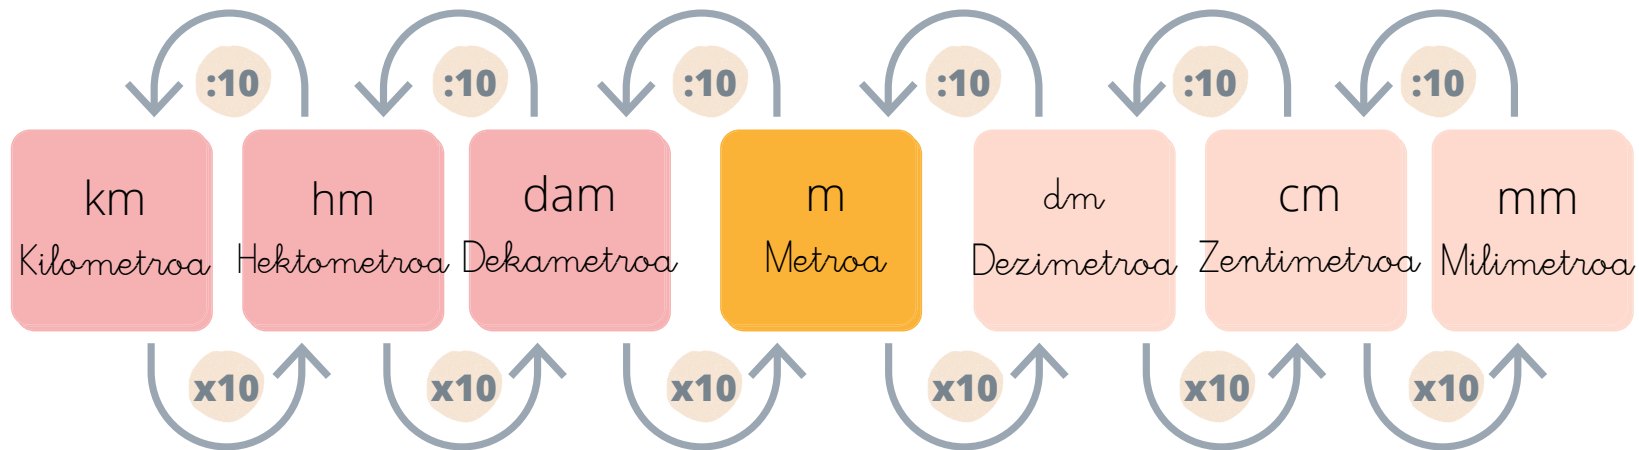 :10 :10 :10 :10 :10 :10
km hm dam m dm cm mm
Kilometroa Hektometroa Dekametroa Metroa Dezimetroa Zentimetroa Milimetroa
x10 x10 x10 x10 x10 x10